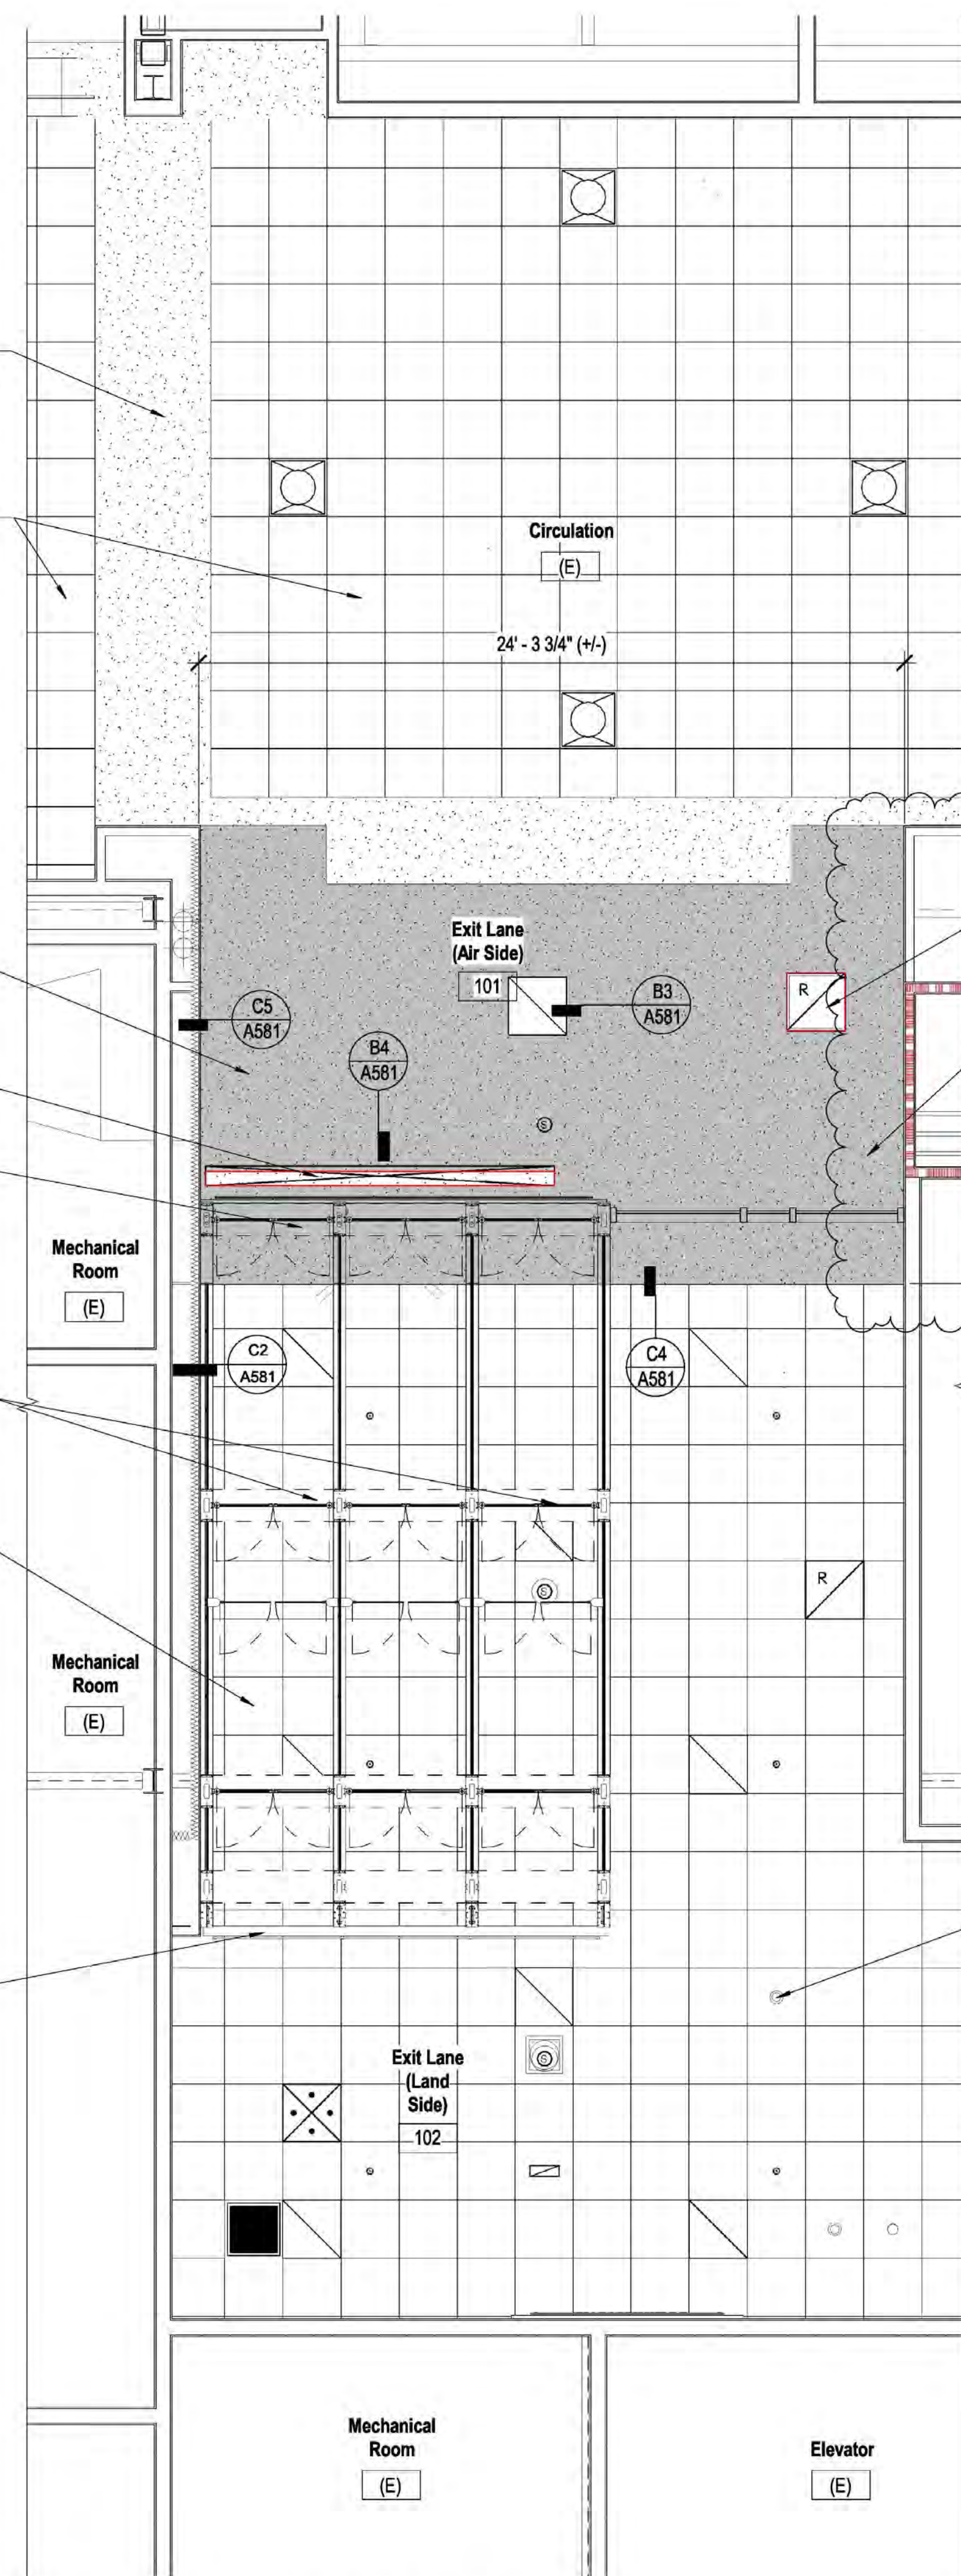 Circulation
(E)
24' - 3 3/4" (+/-)
Exit Lane
(Air Side)
101
R
C5
A581
B3
A581
B4
A581
S
Mechanical
Room
(E)
C2
A581
C4
A581
R
S
Mechanical
Room
(E)
Exit Lane
(Land
Side)
102
S
Mechanical
Room
(E)
Elevator
(E)